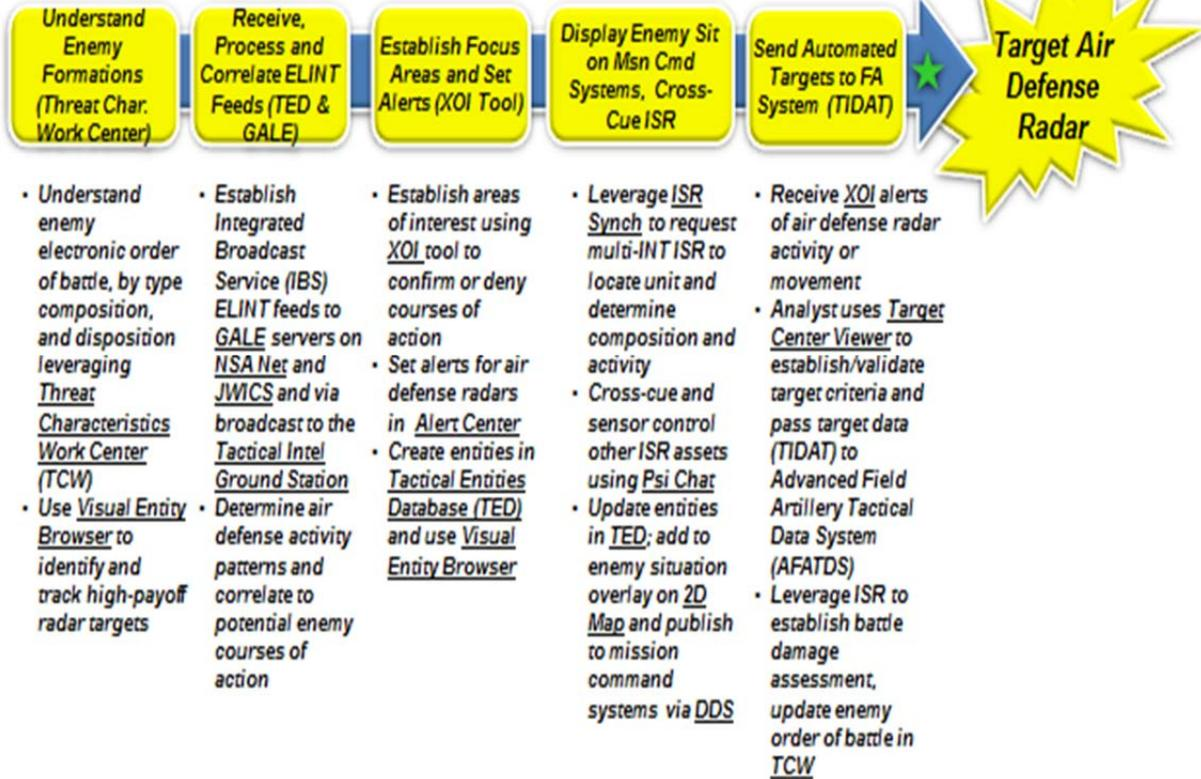 Understand
Enemy
Formations
(Threat Char.
Work Center)
Receive,
Process and
Correlate ELINT
Feeds (TED &
GALE)
Establish Focus
Areas and Set
Alerts (XOI Tool)
Display Enemy Sit
on Msn Cmd
Systems, Cross-
Cue ISR
Send Automated
Targets to FA
System (TIDAT)
Target Air
Defense
Radar
• Understand
enemy
electronic order
of battle, by type
composition,
and disposition
leveraging
Threat
Characteristics
Work Center
(TCW)
• Use Visual Entity
Browser to
identify and
track high-payoff
radar targets
• Establish
Integrated
Broadcast
Service (IBS)
ELINT feeds to
GALE servers on
NSA Net and
JWICS and via
broadcast to the
Tactical Intel
Ground Station
• Determine air
defense activity
patterns and
correlate to
potential enemy
courses of
action
• Establish areas
of interest using
XOI tool to
confirm or deny
courses of
action
• Set alerts for air
defense radars
in Alert Center
• Create entities in
Tactical Entities
Database (TED)
and use Visual
Entity Browser
• Leverage ISR
Synch to request
multi-INT ISR to
locate unit and
determine
composition and
activity
• Cross-cue and
sensor control
other ISR assets
using Psi Chat
• Update entities
in TED; add to
enemy situation
overlay on 2D
Map and publish
to mission
command
systems via DDS
• Receive XOI alerts
of air defense radar
activity or
movement
• Analyst uses Target
Center Viewer to
establish/validate
target criteria and
pass target data
(TIDAT) to
Advanced Field
Artillery Tactical
Data System
(AFATDS)
• Leverage ISR to
establish battle
damage
assessment,
update enemy
order of battle in
TCW